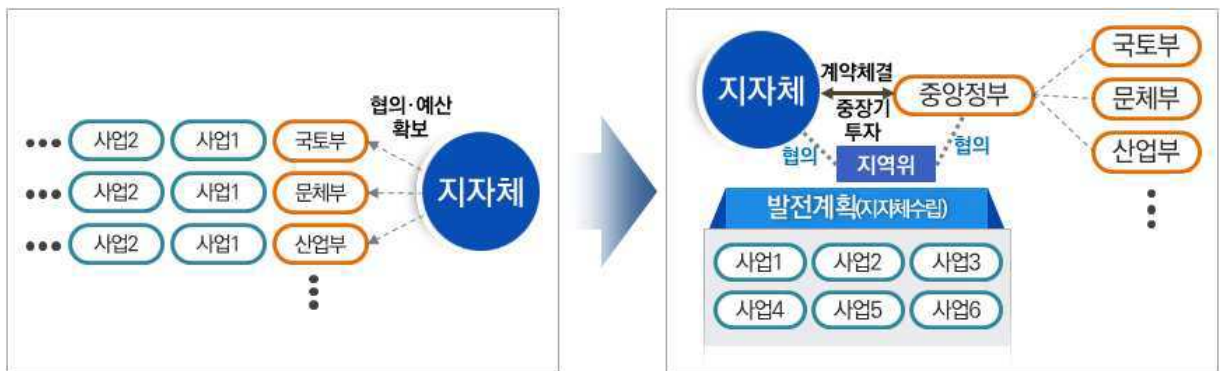 협의·예산
확보
사업2 사업1 국토부
사업2 사업1 문체부
사업2 사업1 산업부
지자체
지자체
계약체결
중장기
투자
중앙정부
국토부
문체부
산업부
협의
지역위
협의
발전계획(지자체수립)
사업1 사업2 사업3
사업4 사업5 사업6